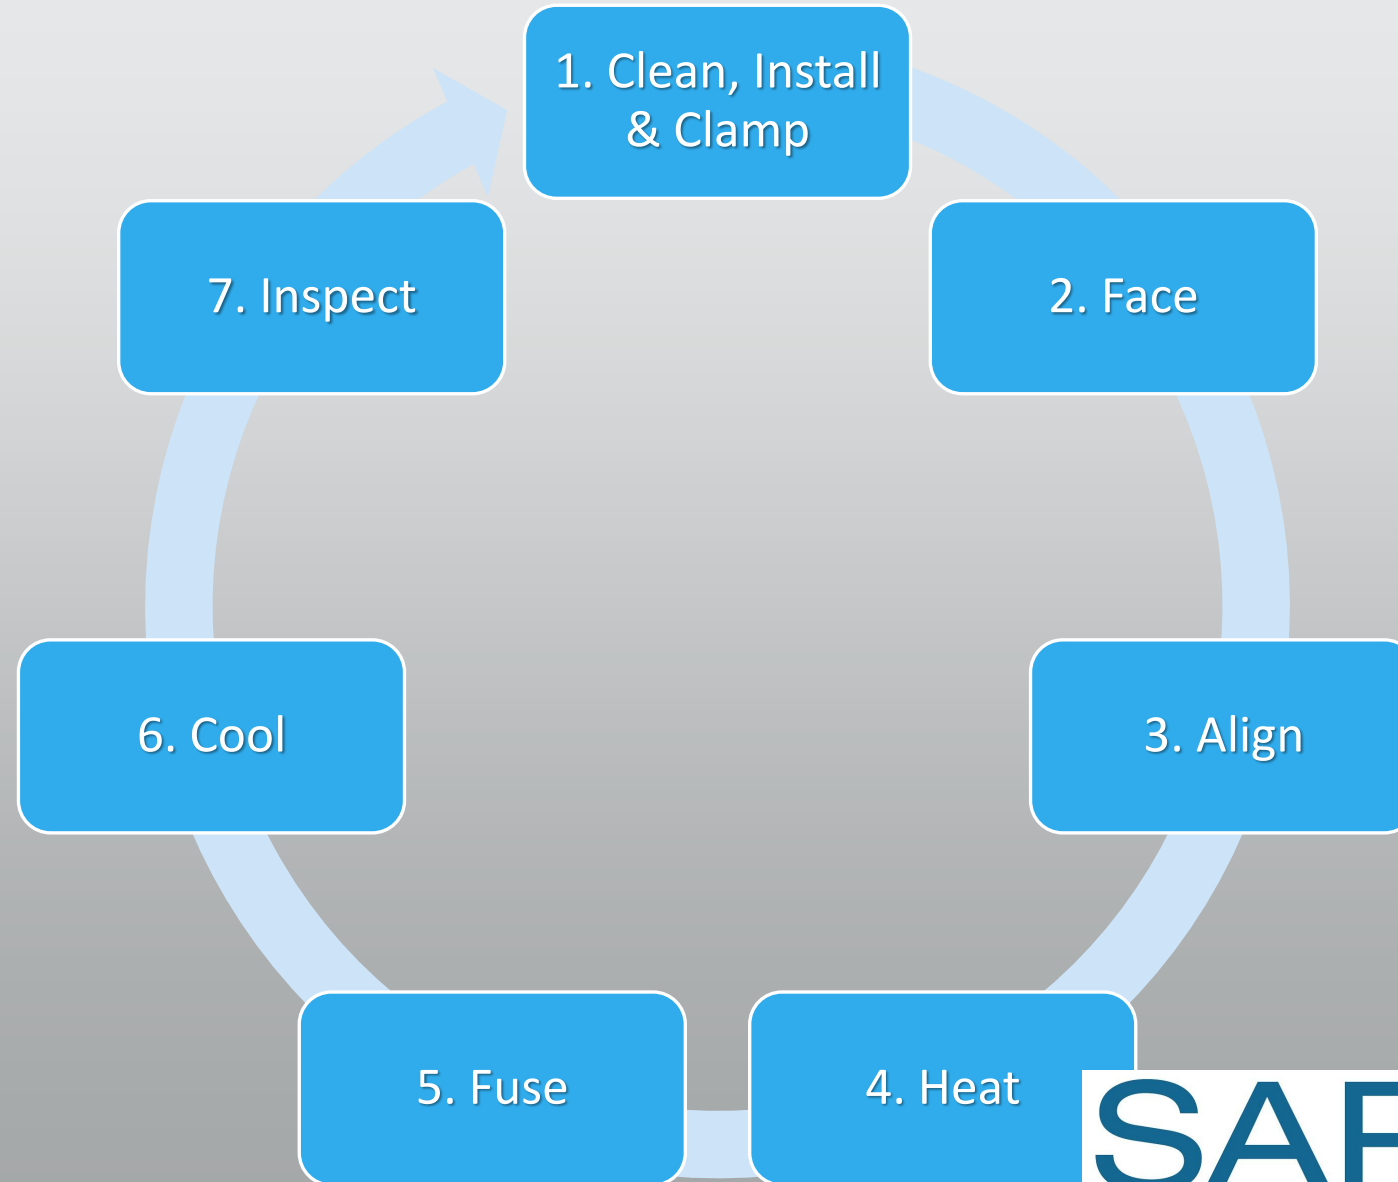 1. Clean, Install
& Clamp
2. Face
3. Align
4. Heat
5. Fuse
6. Cool
7. Inspect